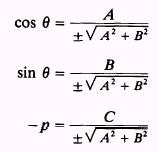 cos θ = A / ±√A² + B²
sin θ = B / ±√A² + B²
−p = C / ±√A² + B²